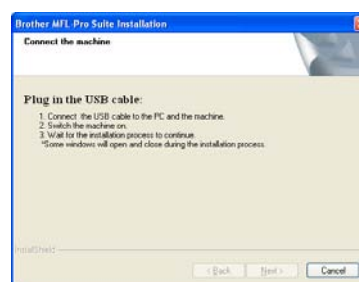 Brother MFL-Pro Suite Installation
Connect the machine
Plug in the USB cable:
1. Connect the USB cable to the PC and the machine.
2. Switch the machine on.
3. Wait for the installation process to continue.
*Some windows will open and close during the installation process.
InstallShield
< Back
Next >
Cancel